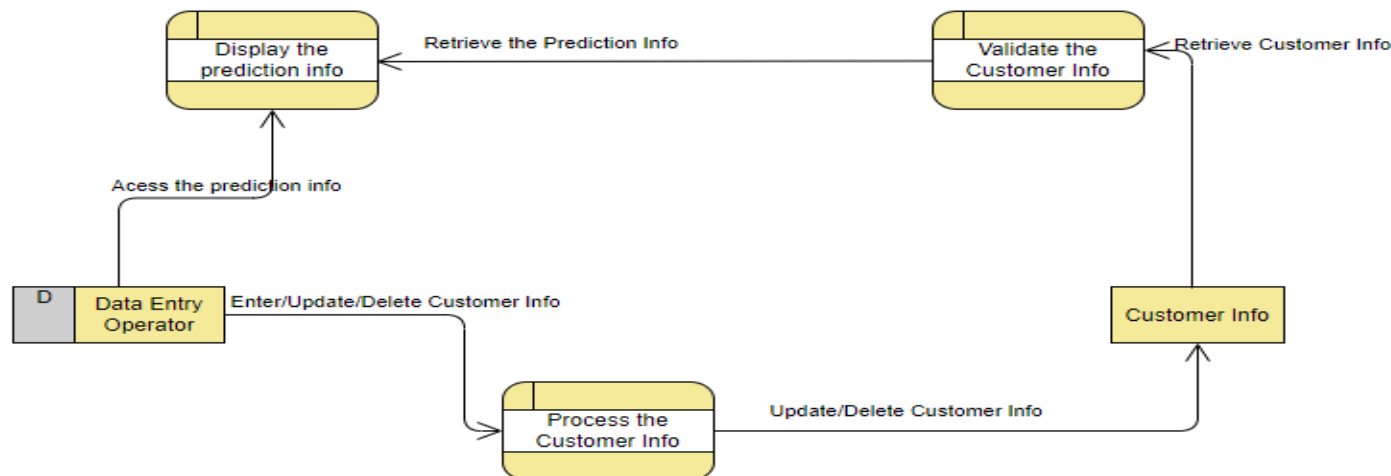 Display the
prediction info
Retrieve the Prediction Info
Validate the
Customer Info
Retrieve Customer Info
Acess the prediction info
D
Data Entry
Operator
Enter/Update/Delete Customer Info
Customer Info
Process the
Customer Info
Update/Delete Customer Info